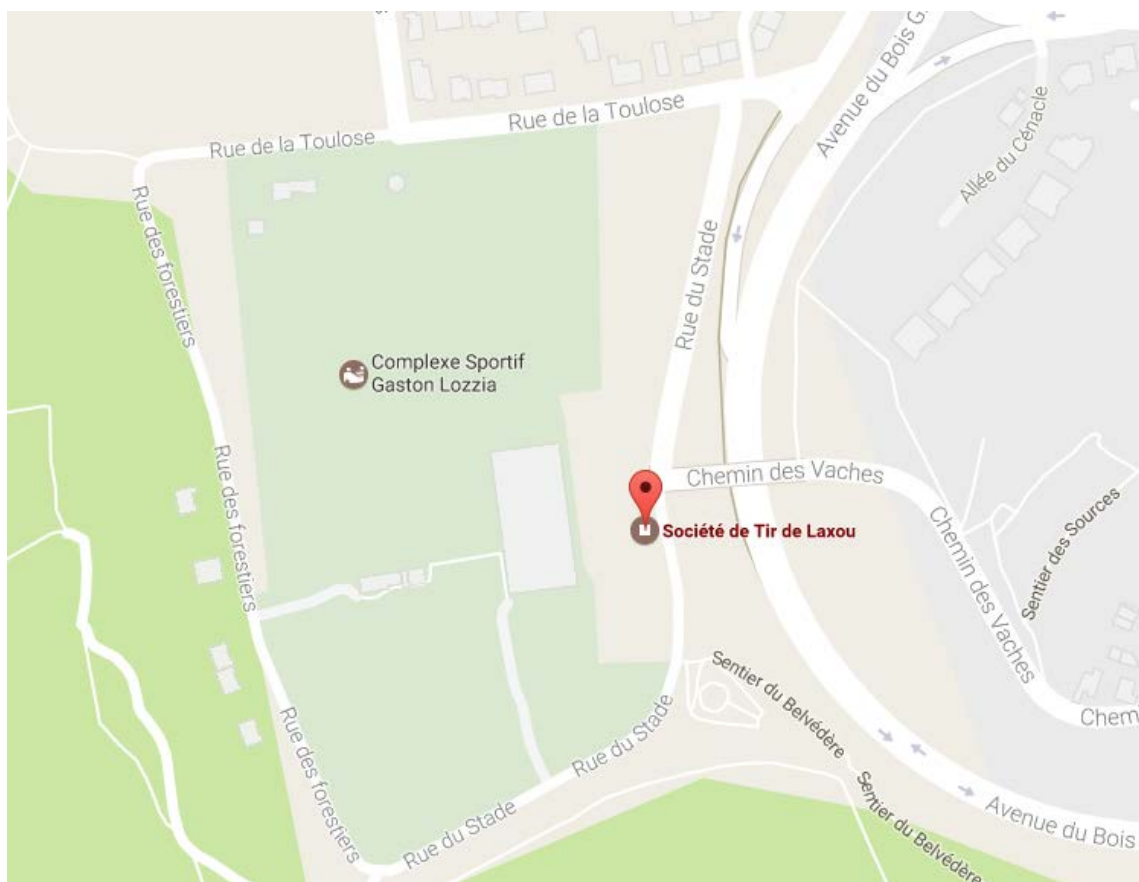 Avenue du Bois G
Rue de la Toulose
Rue de la Toulose
Allée du Cénacle
Rue des forestiers
Rue du Stade
Complexe Sportif
Gaston Lozzia
Rue des forestiers
Chemin des Vaches
Société de Tir de Laxou
Chemin des Vaches
Sentier des Sources
Sentier du Belvédère
Chem
Rue du Stade
Rue des forestiers
Rue du Stade
Sentier du Belvédère
Avenue du Bois